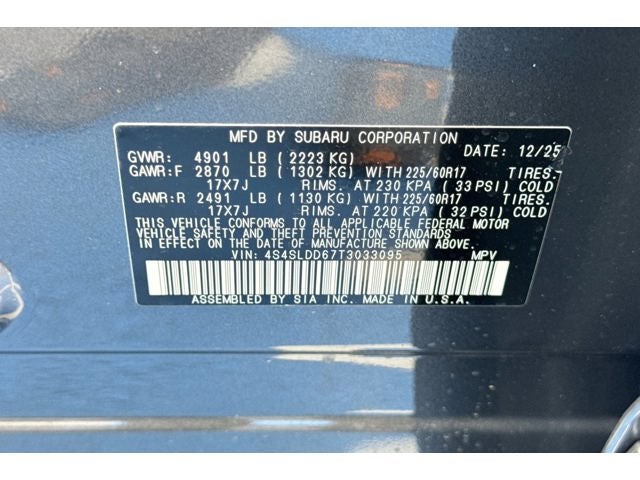 MFD BY SUBARU CORPORATION
GVWR: 4901 LB (2223 KG) DATE: 12/25
GAWR:F 2870 LB (1302 KG) WITH 225/60R17 TIRES.
17X7J RIMS. AT 230 KPA (33 PSI) COLD
GAWR:R 2491 LB (1130 KG) WITH 225/60R17 TIRES.
17X7J RIMS. AT 220 KPA (32 PSI) COLD
THIS VEHICLE CONFORMS TO ALL APPLICABLE FEDERAL MOTOR
VEHICLE SAFETY AND THEFT PREVENTION STANDARDS IN
EFFECT ON THE DATE OF MANUFACTURE SHOWN ABOVE.
VIN: 4S4SLDD67T3033095 MPV
ASSEMBLED BY SIA INC. MADE IN U.S.A.